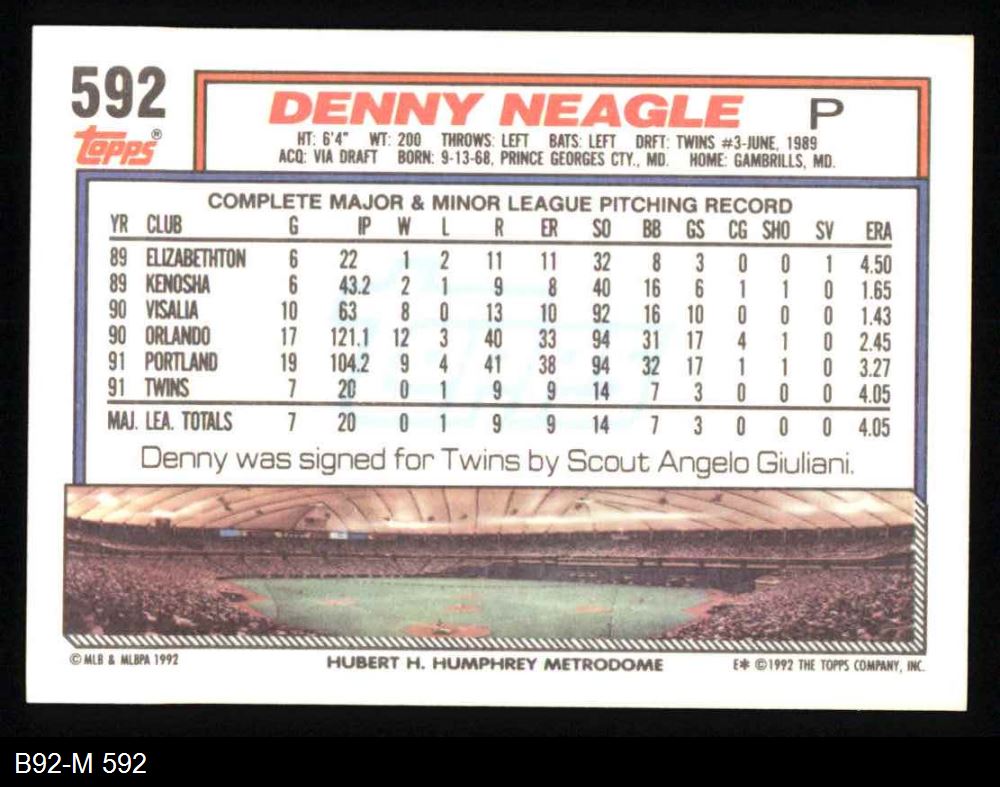 592
Topps®
DENNY NEAGLE P
HT: 6'4" WT: 200 THROWS: LEFT BATS: LEFT DRFT: TWINS #3-JUNE, 1989
ACQ: VIA DRAFT BORN: 9-13-68, PRINCE GEORGES CTY., MD. HOME: GAMBRILLS, MD.
COMPLETE MAJOR & MINOR LEAGUE PITCHING RECORD
YR CLUB G IP W L R ER SO BB GS CG SHO SV ERA
89 ELIZABETHTON 6 22 1 2 11 11 32 8 3 0 0 1 4.50
89 KENOSHA 6 43.2 2 1 9 8 40 16 6 1 1 0 1.65
90 VISALIA 10 63 8 0 13 10 92 16 10 0 0 0 1.43
90 ORLANDO 17 121.1 12 3 40 33 94 31 17 4 1 0 2.45
91 PORTLAND 19 104.2 9 4 41 38 94 32 17 1 1 0 3.27
91 TWINS 7 20 0 1 9 9 14 7 3 0 0 0 4.05
MAJ. LEA. TOTALS 7 20 0 1 9 9 14 7 3 0 0 0 4.05
Denny was signed for Twins by Scout Angelo Giuliani.
© MLB & MLBPA 1992 HUBERT H. HUMPHREY METRODOME E* ©1992 THE TOPPS COMPANY, INC.
B92-M 592